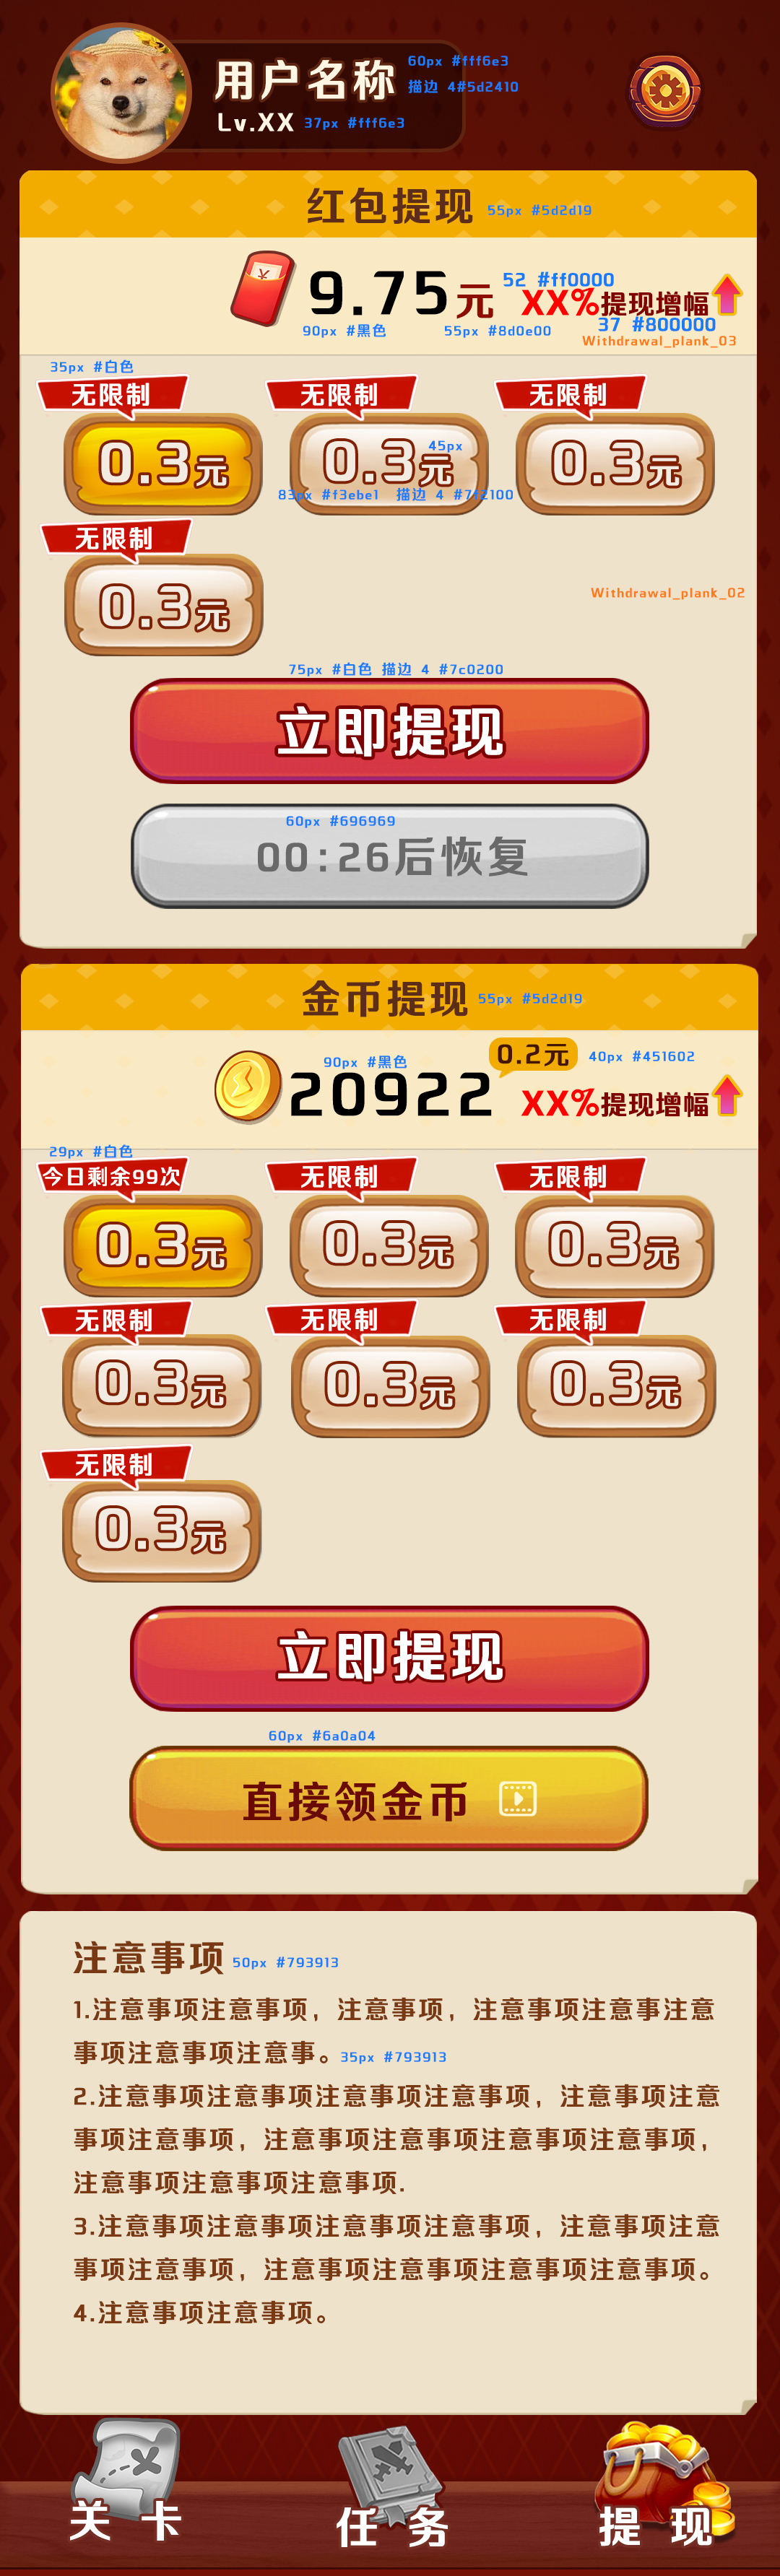 用户名称 60px #fff6e3
描边 4#5d2410
Lv.XX 37px #fff6e3
红包提现 55px #5d2d19
9.75元 52 #ff0000
XX%提现增幅
90px #黑色 55px #8d0e00 37 #800000
Withdrawal_plank_03
35px #白色
无限制 无限制 无限制
0.3元 0.3元 45px 0.3元
83px #f3ebe1 描边 4 #7f2100
无限制
0.3元
Withdrawal_plank_02
75px #白色 描边 4 #7c0200
立即提现
60px #696969
00:26后恢复
金币提现 55px #5d2d19
0.2元 40px #451602
90px #黑色
20922 XX%提现增幅
29px #白色
今日剩余99次 无限制 无限制
0.3元 0.3元 0.3元
无限制 无限制 无限制
0.3元 0.3元 0.3元
无限制
0.3元
立即提现
60px #6a0a04
直接领金币
注意事项 50px #793913
1.注意事项注意事项，注意事项，注意事项注意事注意
事项注意事项注意事。35px #793913
2.注意事项注意事项注意事项注意事项，注意事项注意
事项注意事项，注意事项注意事项注意事项注意事项，
注意事项注意事项注意事项.
3.注意事项注意事项注意事项注意事项，注意事项注意
事项注意事项，注意事项注意事项注意事项注意事项。
4.注意事项注意事项。
关 卡 任 务 提 现